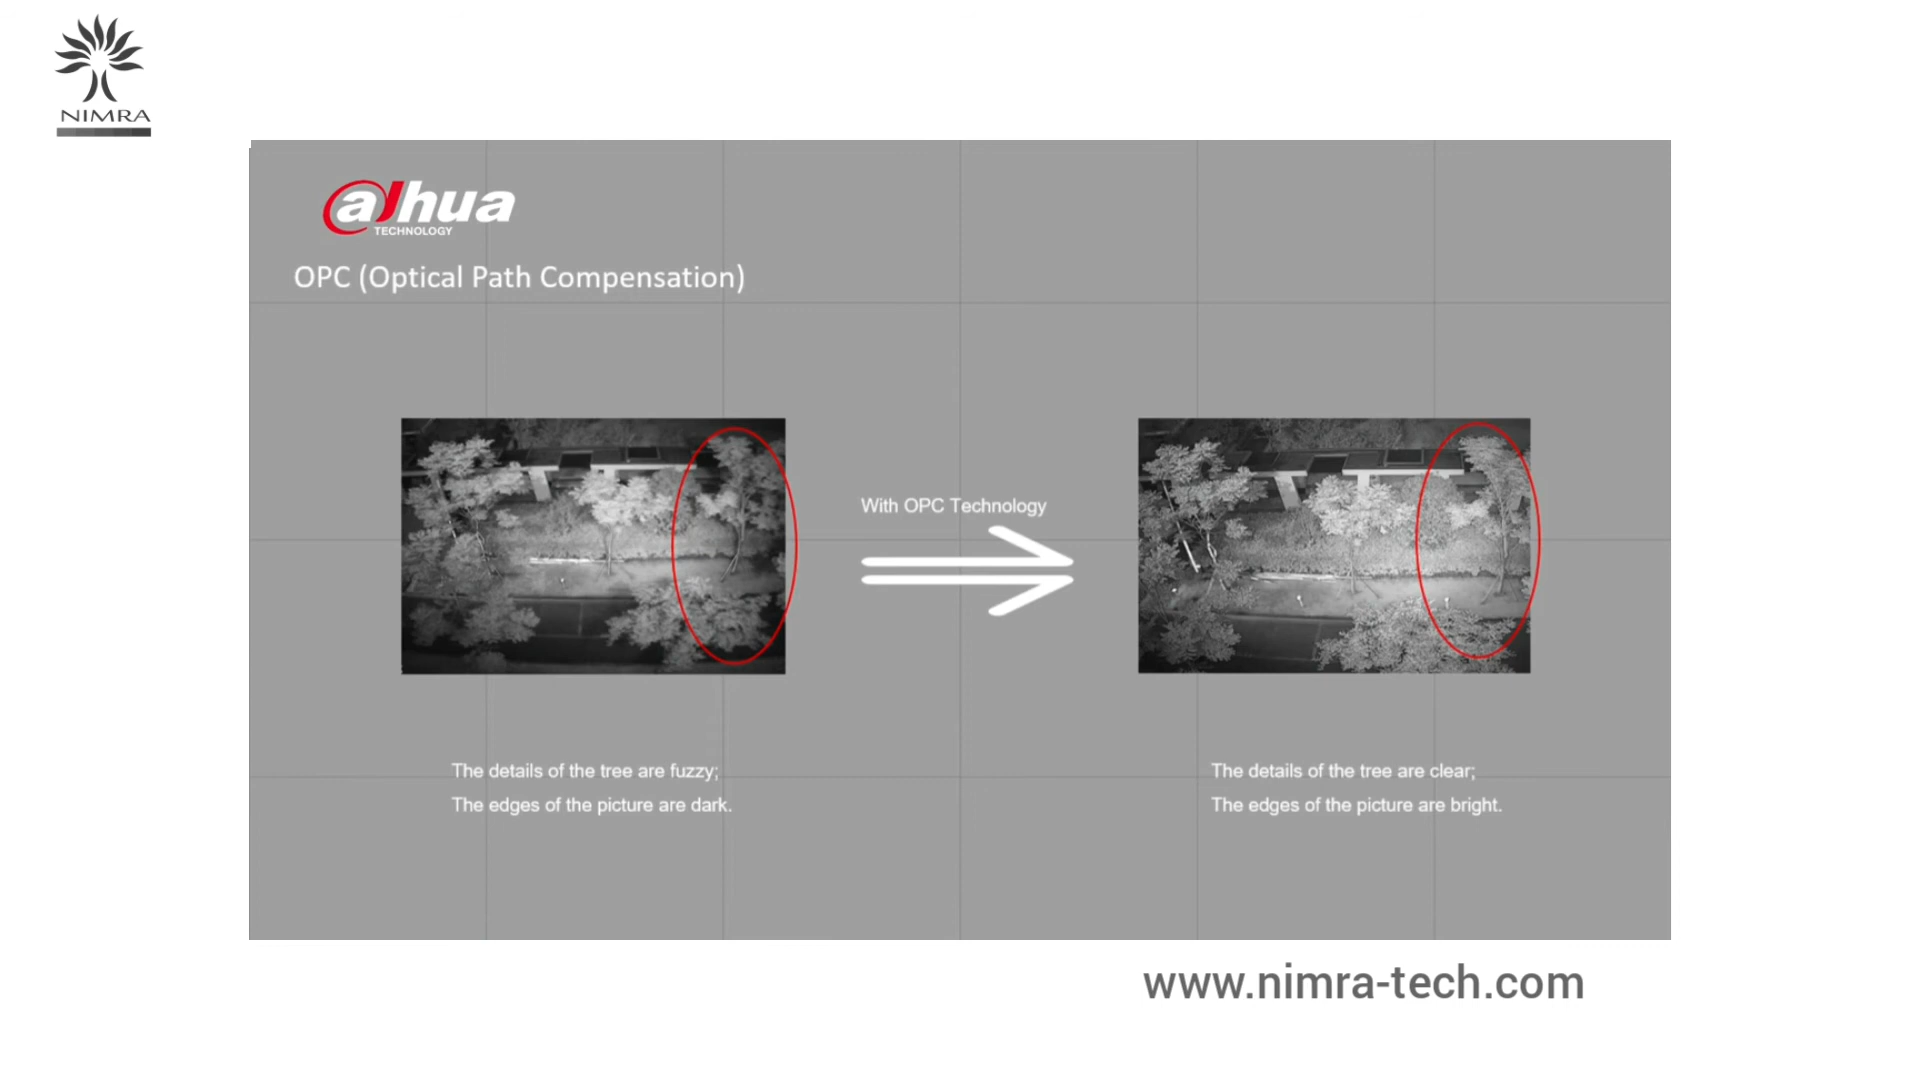 NIMRA
alhua
TECHNOLOGY
OPC (Optical Path Compensation)
With OPC Technology
The details of the tree are fuzzy;
The edges of the picture are dark.
The details of the tree are clear;
The edges of the picture are bright.
www.nimra-tech.com